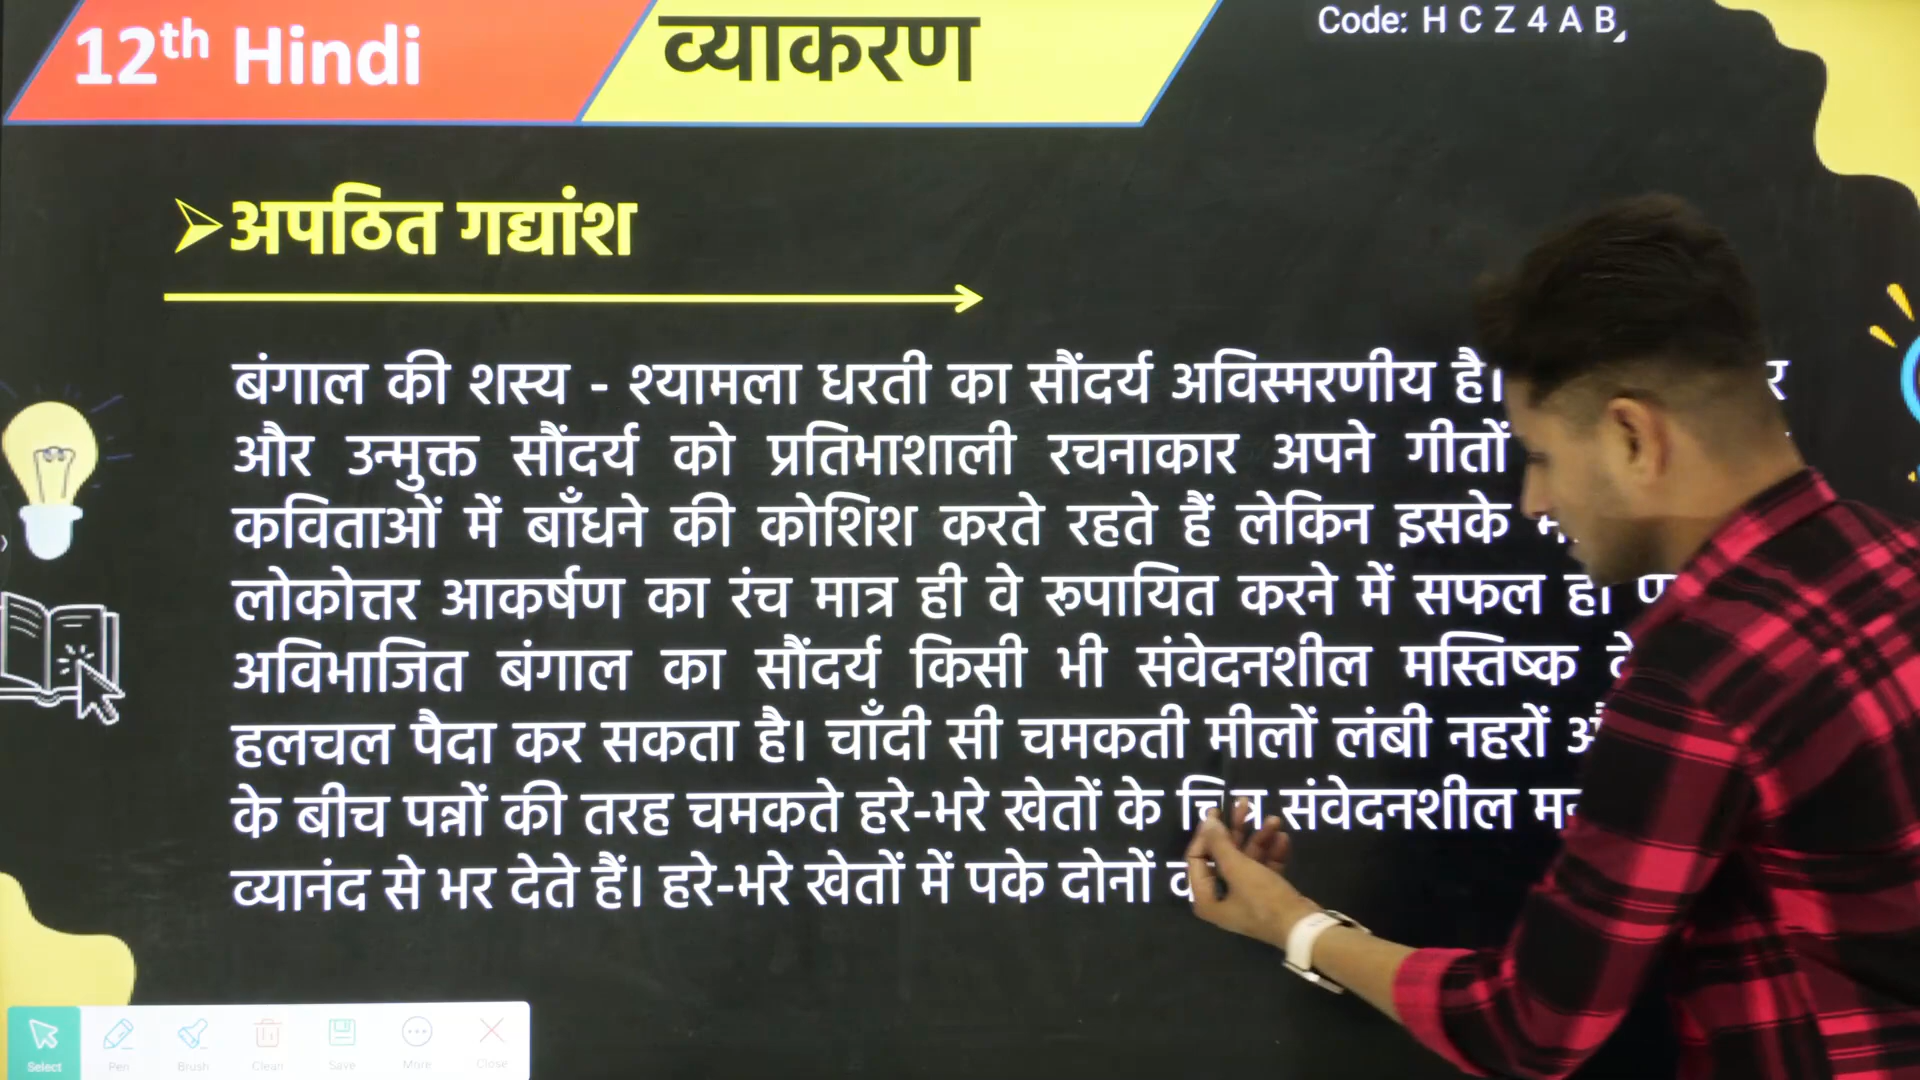 12th Hindi
व्याकरण
Code: H C Z 4 A B
अपठित गद्यांश
बंगाल की शस्य - श्यामला धरती का सौंदर्य अविस्मरणीय है।
और उन्मुक्त सौंदर्य को प्रतिभाशाली रचनाकार अपने गीतों
कविताओं में बाँधने की कोशिश करते रहते हैं लेकिन इसके
लोकोत्तर आकर्षण का रंच मात्र ही वे रूपायित करने में सफल हो
अविभाजित बंगाल का सौंदर्य किसी भी संवेदनशील मस्तिष्क
हलचल पैदा कर सकता है। चाँदी सी चमकती मीलों लंबी नहरों
के बीच पन्नों की तरह चमकते हरे-भरे खेतों के चित्र संवेदनशील
व्यानंद से भर देते हैं। हरे-भरे खेतों में पके दोनों
Select
Pen
Brush
Clean
Save
More
Close